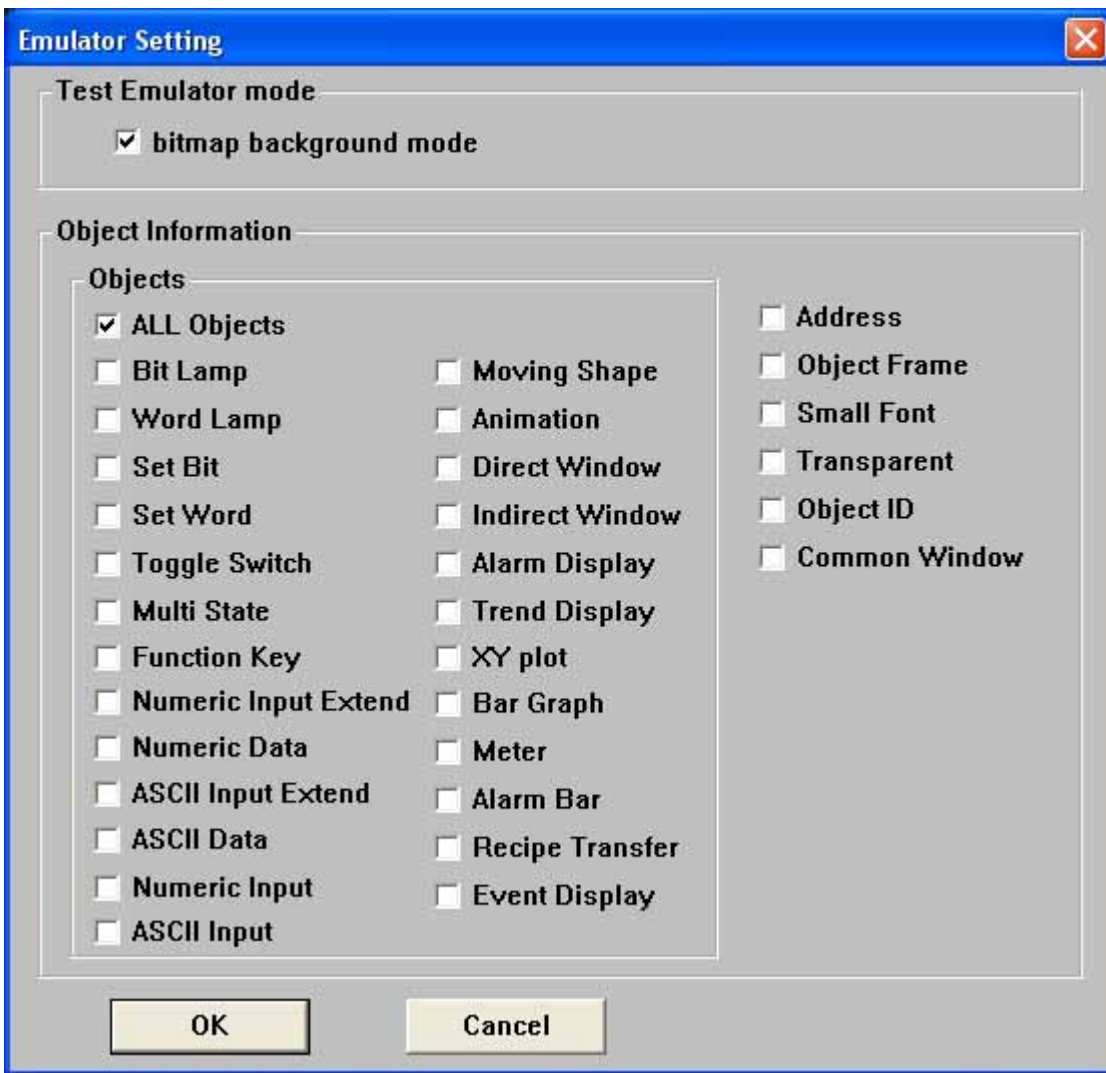 Emulator Setting
Test Emulator mode
bitmap background mode
Object Information
Objects
ALL Objects
Bit Lamp
Word Lamp
Set Bit
Set Word
Toggle Switch
Multi State
Function Key
Numeric Input Extend
Numeric Data
ASCII Input Extend
ASCII Data
Numeric Input
ASCII Input
Moving Shape
Animation
Direct Window
Indirect Window
Alarm Display
Trend Display
XY plot
Bar Graph
Meter
Alarm Bar
Recipe Transfer
Event Display
Address
Object Frame
Small Font
Transparent
Object ID
Common Window
OK
Cancel